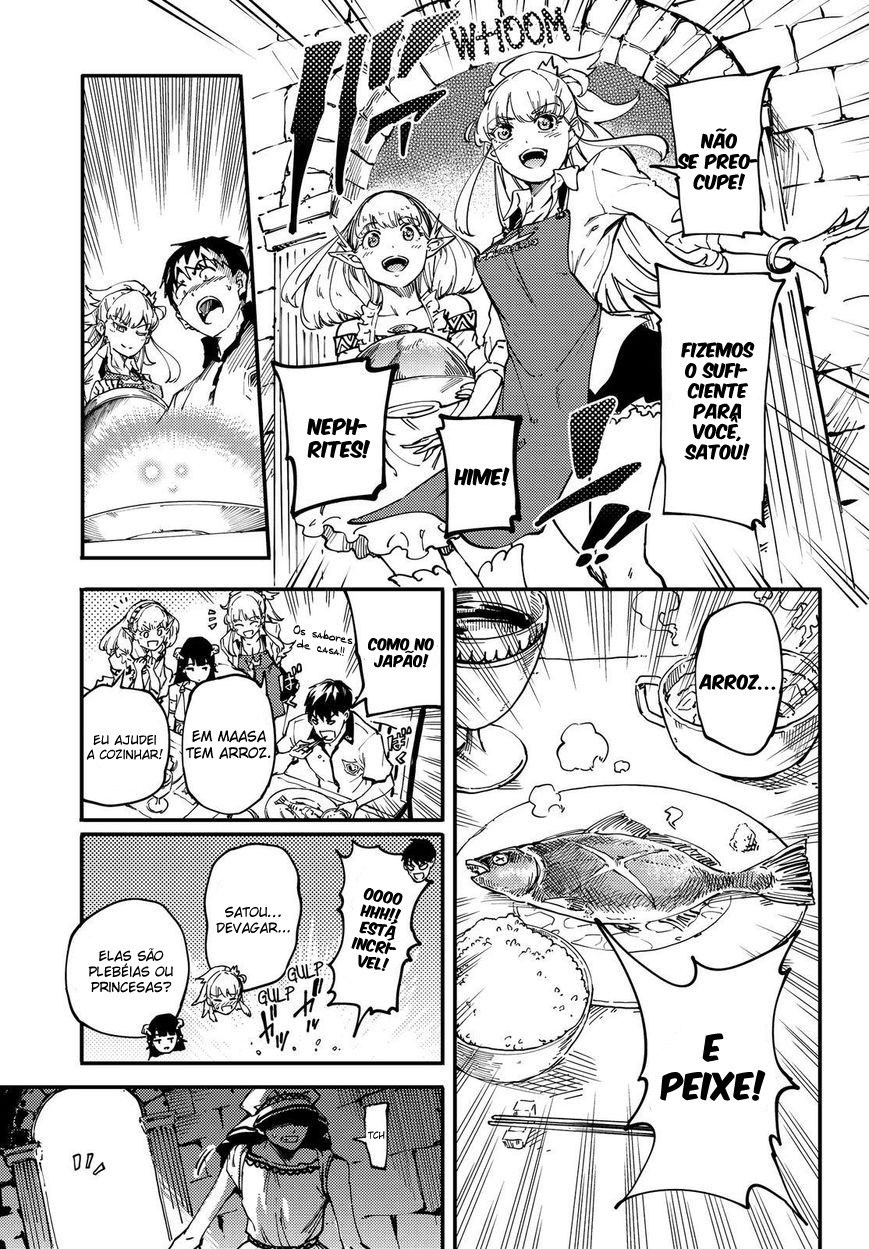 WHOOM
NÃO
SE PREO-
CUPE!
FIZEMOS
O SUFI-
CIENTE
PARA
VOCÊ,
SATOU!
HIME!
NEPH-
RITES!
ARROZ...
E
PEIXE!
COMO NO
JAPÃO!
Os sabores
de casa!!
EM MAASA
TEM ARROZ.
EU AJUDEI
A COZINHAR!
OOOO
HHH!!
ESTÁ
INCRÍ-
VEL!
GULP
GULP
SATOU...
DEVAGAR...
ELAS SÃO
PLEBÉIAS OU
PRINCESAS?
TCH